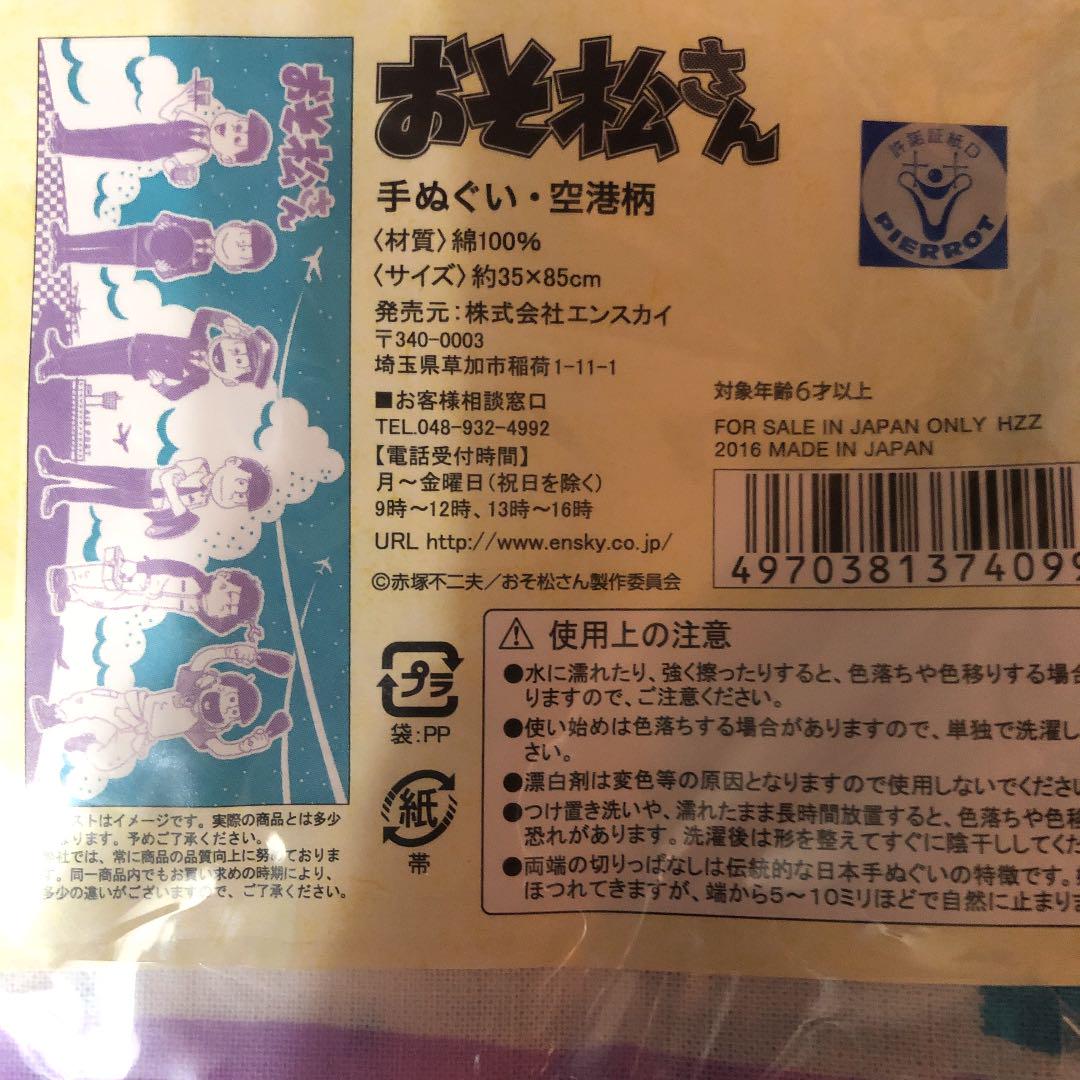 おそ松さん
おそ松さん
手ぬぐい・空港柄
〈材質〉綿100%
〈サイズ〉約35×85cm
発売元:株式会社エンスカイ
〒340-0003
埼玉県草加市稲荷1-11-1
■お客様相談窓口
TEL.048-932-4992
【電話受付時間】
月〜金曜日(祝日を除く)
9時〜12時、13時〜16時
URL http://www.ensky.co.jp/
©赤塚不二夫/おそ松さん製作委員会
許諾証紙D
PIERROT
対象年齢6才以上
FOR SALE IN JAPAN ONLY HZZ
2016 MADE IN JAPAN
497038137409
プラ
袋:PP
紙
帯
使用上の注意
●水に濡れたり、強く擦ったりすると、色落ちや色移りする場合
りますので、ご注意ください。
●使い始めは色落ちする場合がありますので、単独で洗濯し
さい。
●漂白剤は変色等の原因となりますので使用しないでくださ
●つけ置き洗いや、濡れたまま長時間放置すると、色落ちや色移
恐れがあります。洗濯後は形を整えてすぐに陰干ししてくだ
●両端の切りっぱなしは伝統的な日本手ぬぐいの特徴です。
ほつれてきますが、端から5〜10ミリほどで自然に止まりま
ストはイメージです。実際の商品とは多少
ります。予めご了承ください。
社では、常に商品の品質向上に努めておりま
す。同一商品内でもお買い求めの時期により、
多少の違いがございますので、ご了承ください。